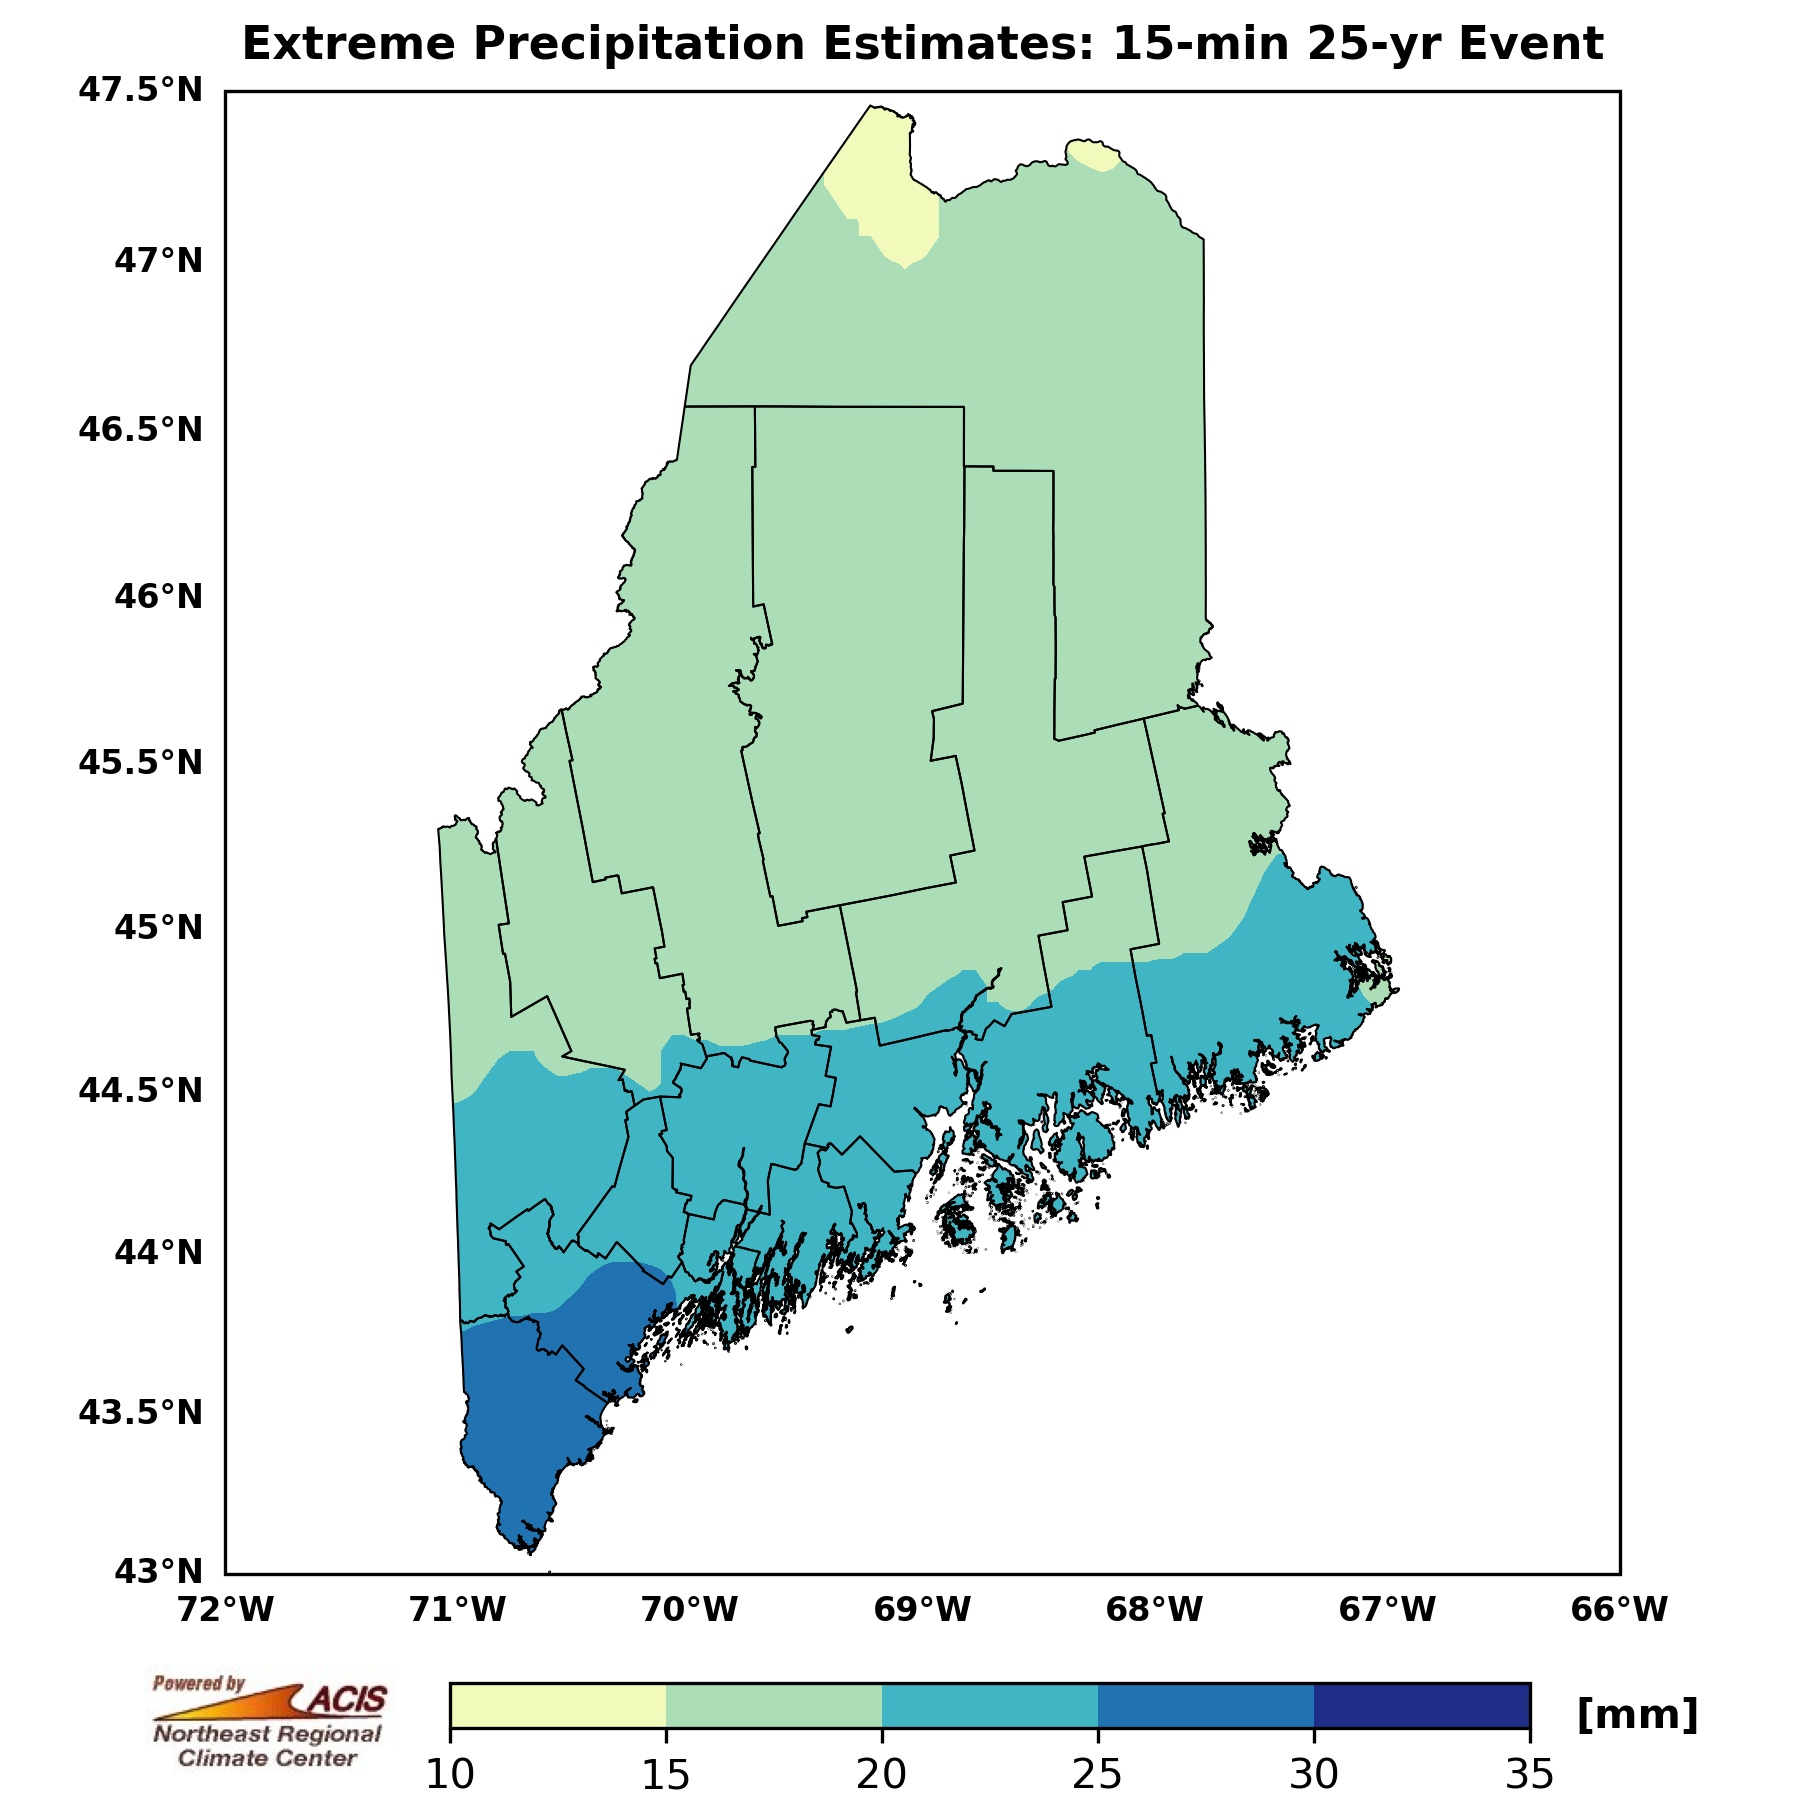 Extreme Precipitation Estimates: 15-min 25-yr Event
47.5°N
47°N
46.5°N
46°N
45.5°N
45°N
44.5°N
44°N
43.5°N
43°N
72°W 71°W 70°W 69°W 68°W 67°W 66°W
Powered by
ACIS
Northeast Regional
Climate Center
[mm]
10 15 20 25 30 35